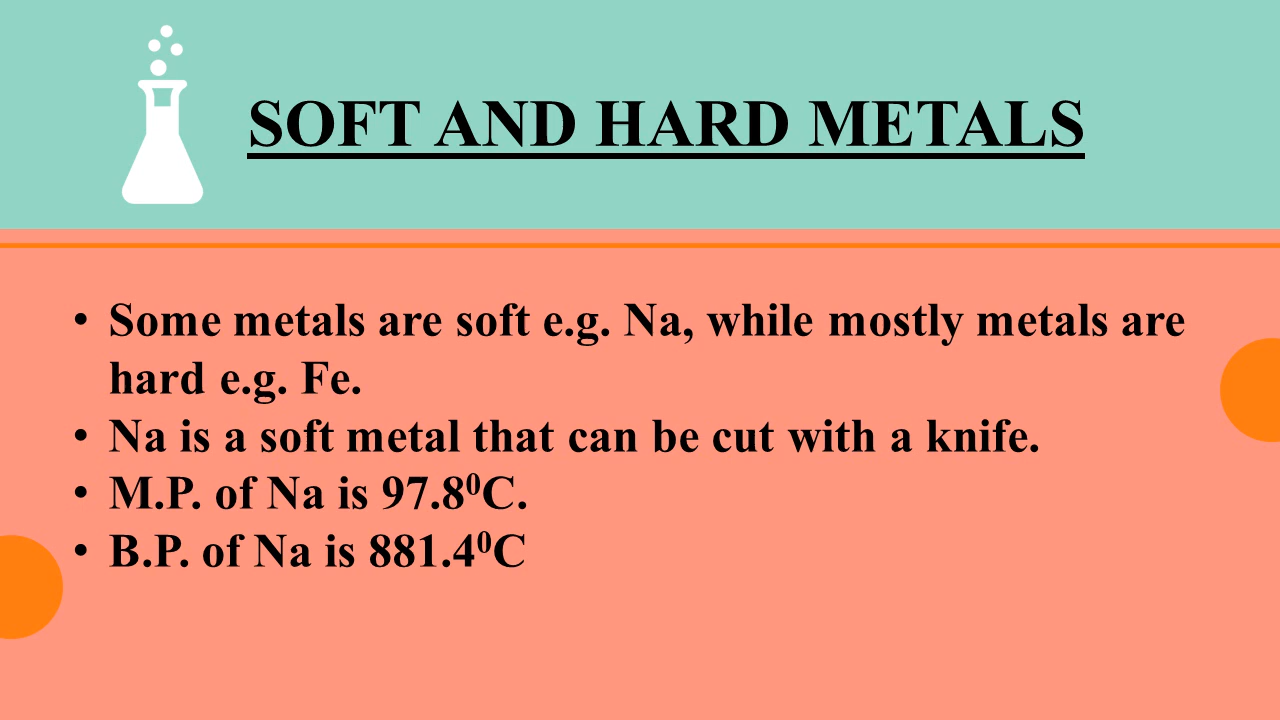 SOFT AND HARD METALS
• Some metals are soft e.g. Na, while mostly metals are
hard e.g. Fe.
• Na is a soft metal that can be cut with a knife.
• M.P. of Na is 97.8⁰C.
• B.P. of Na is 881.4⁰C